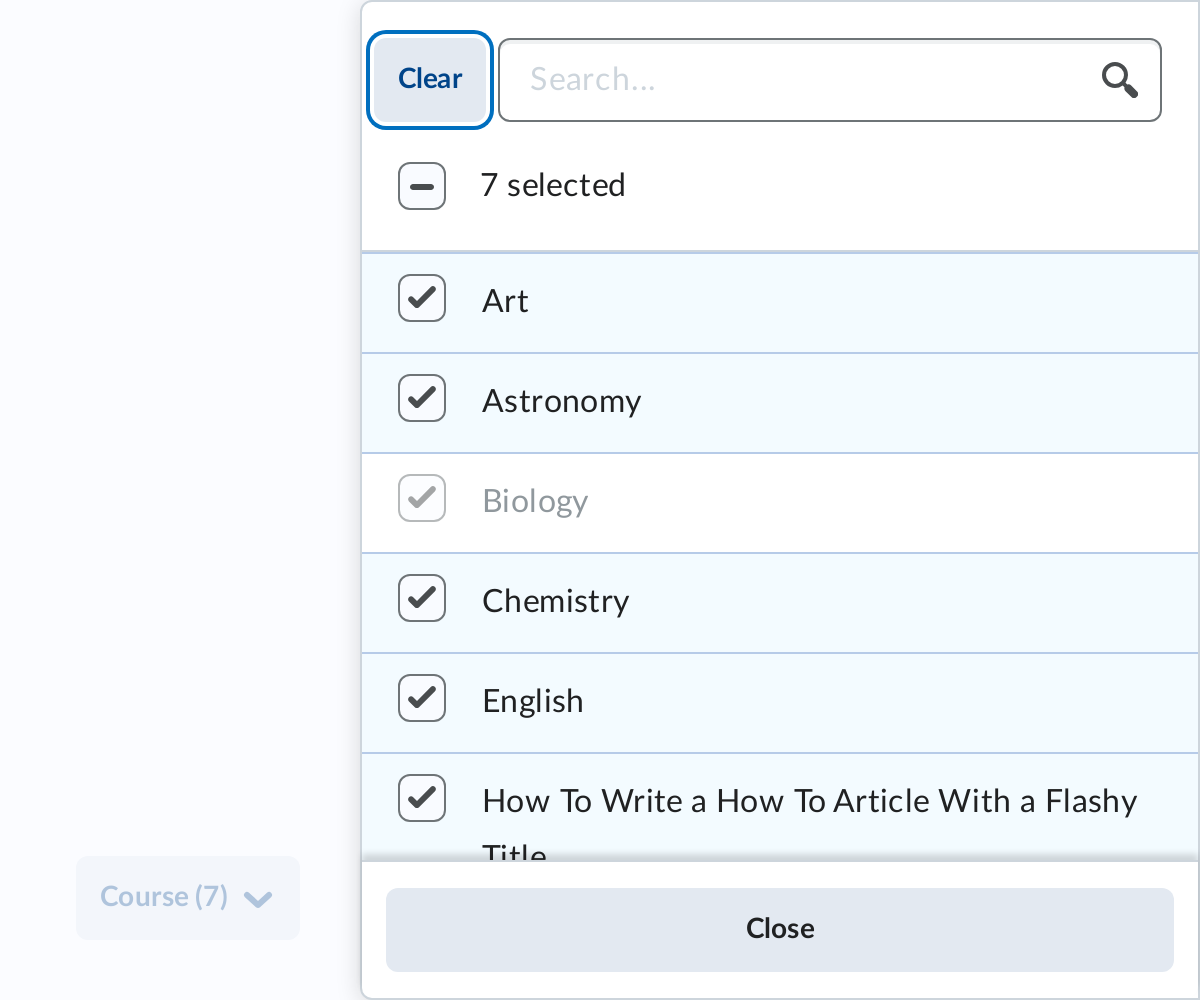 Clear
Search...
7 selected
Art
Astronomy
Biology
Chemistry
English
How To Write a How To Article With a Flashy
Title
Course (7)
Close